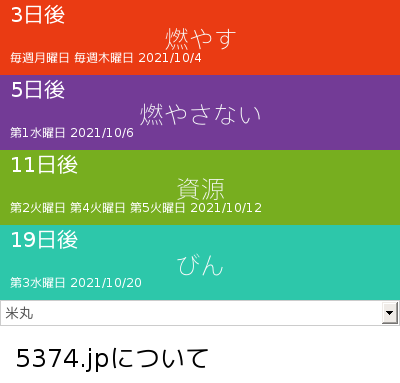 3日後
燃やす
毎週月曜日 毎週木曜日 2021/10/4
5日後
燃やさない
第1水曜日 2021/10/6
11日後
資源
第2火曜日 第4火曜日 第5火曜日 2021/10/12
19日後
びん
第3水曜日 2021/10/20
米丸
5374.jpについて